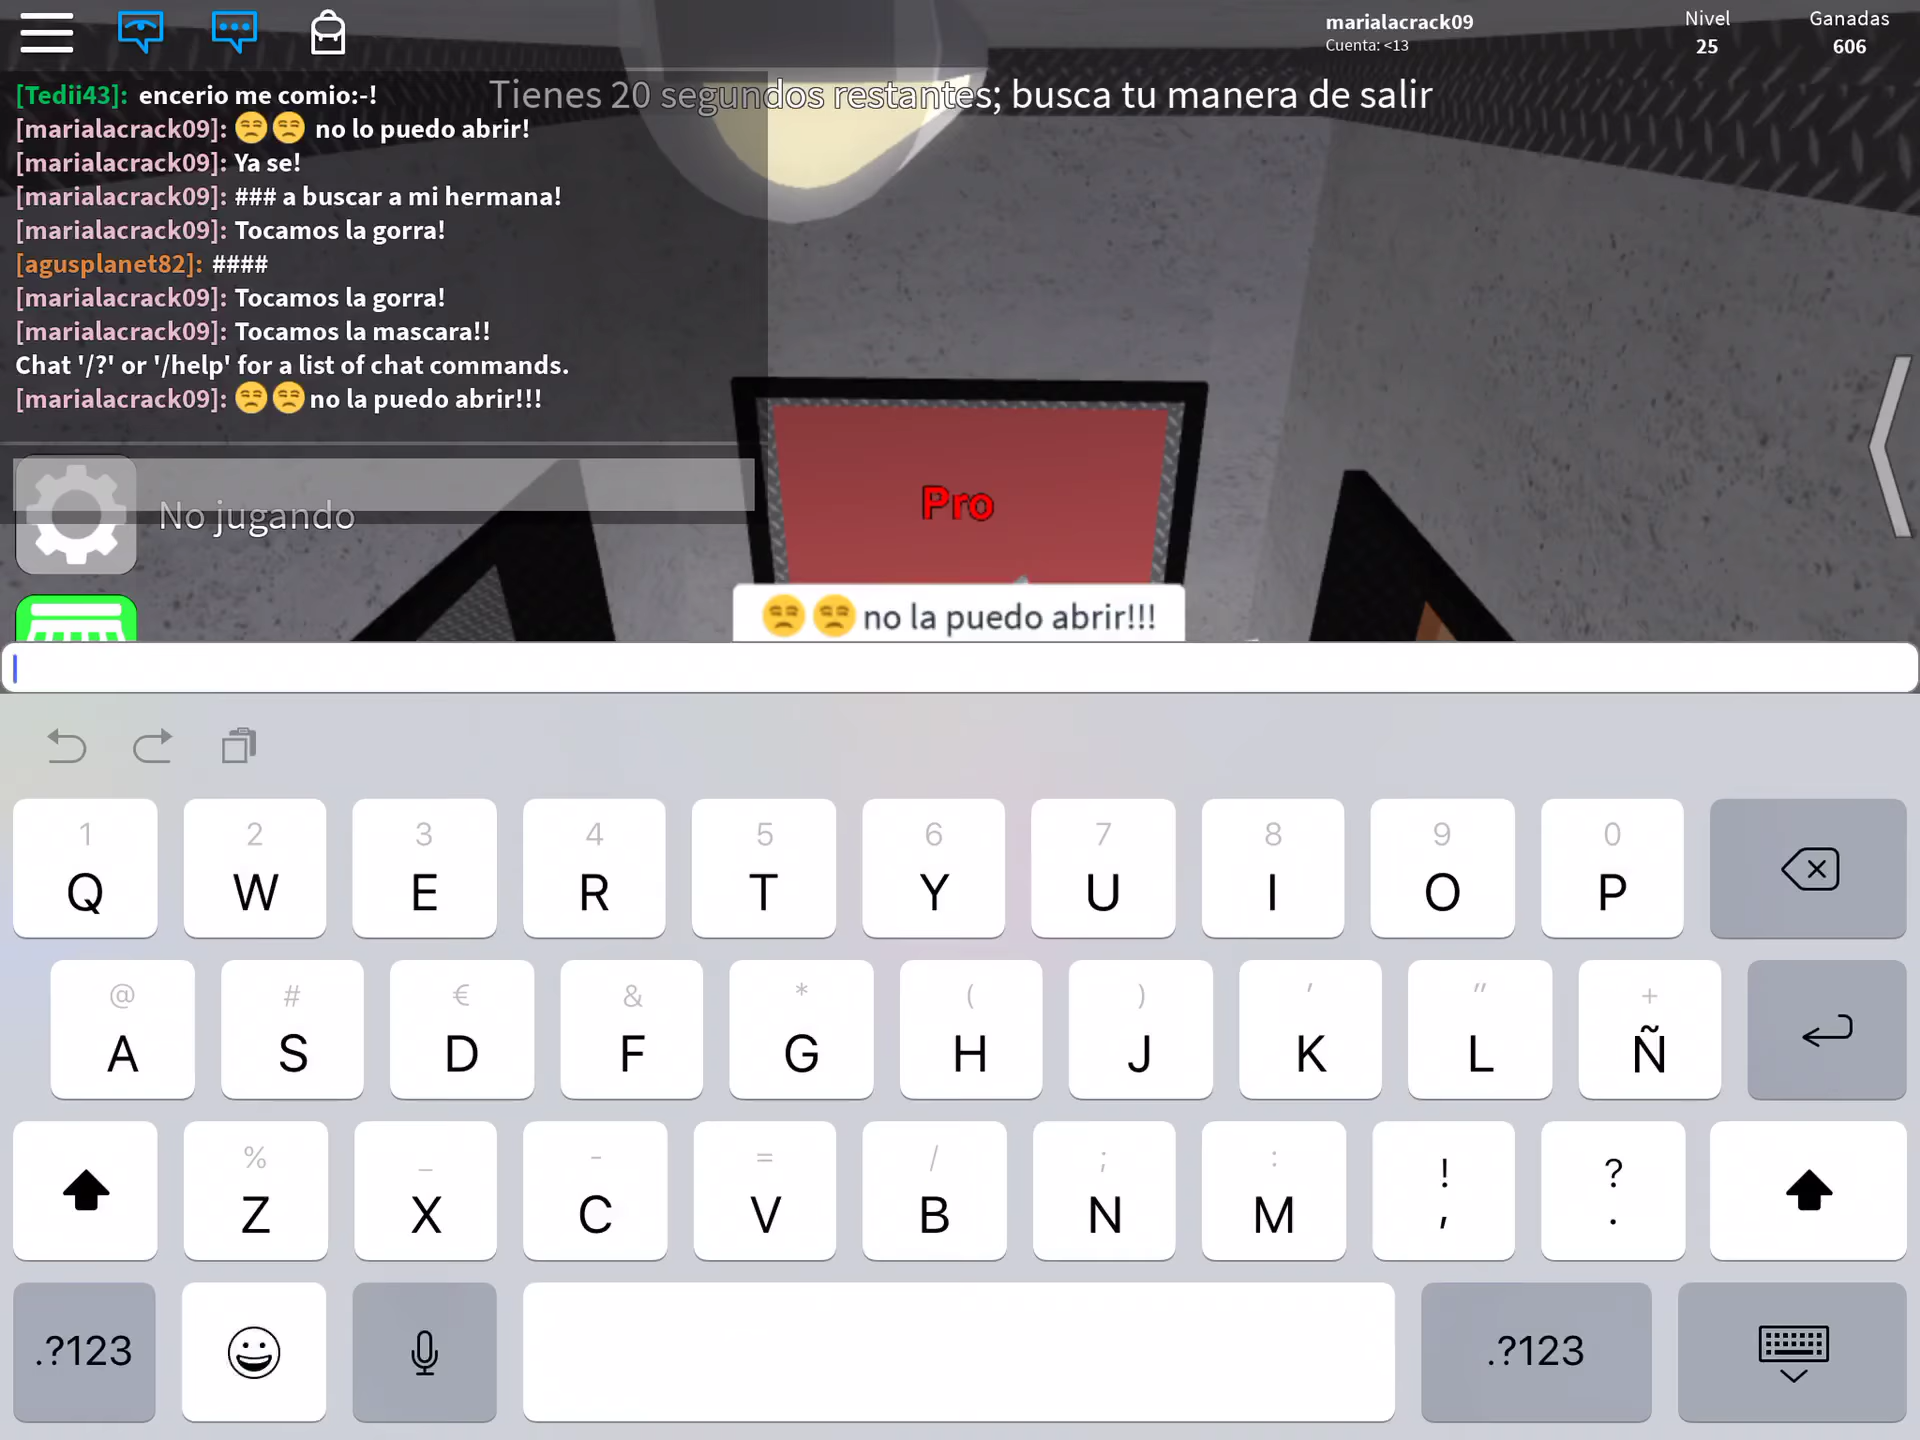 marialacrack09
Cuenta: <13
Nivel
25
Ganadas
606
Tienes 20 segundos restantes; busca tu manera de salir
[Tedii43]: encerio me comio:-!
[marialacrack09]: 😒😒 no lo puedo abrir!
[marialacrack09]: Ya se!
[marialacrack09]: ### a buscar a mi hermana!
[marialacrack09]: Tocamos la gorra!
[agusplanet82]: ####
[marialacrack09]: Tocamos la gorra!
[marialacrack09]: Tocamos la mascara!!
Chat '/?' or '/help' for a list of chat commands.
[marialacrack09]: 😒😒no la puedo abrir!!!
No jugando
Pro
😒😒no la puedo abrir!!!
1 2 3 4 5 6 7 8 9 0
Q W E R T Y U I O P
@ # € & * ( ) ' " +
A S D F G H J K L Ñ
% _ - = / ; : ! ?
Z X C V B N M , .
.?123 .?123